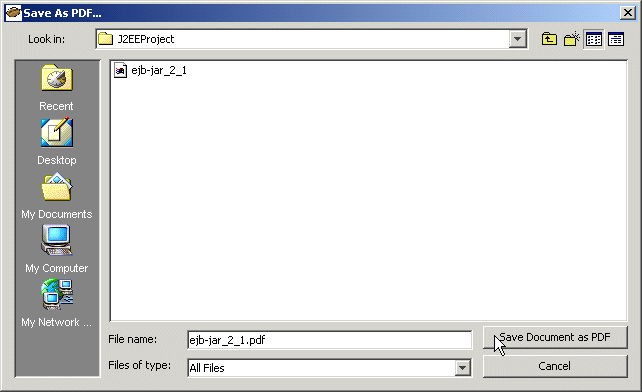 Save As PDF...
Look in:
J2EEProject
ejb-jar_2_1
Recent
Desktop
My Documents
My Computer
My Network ...
File name:
ejb-jar_2_1.pdf
Save Document as PDF
Files of type:
All Files
Cancel